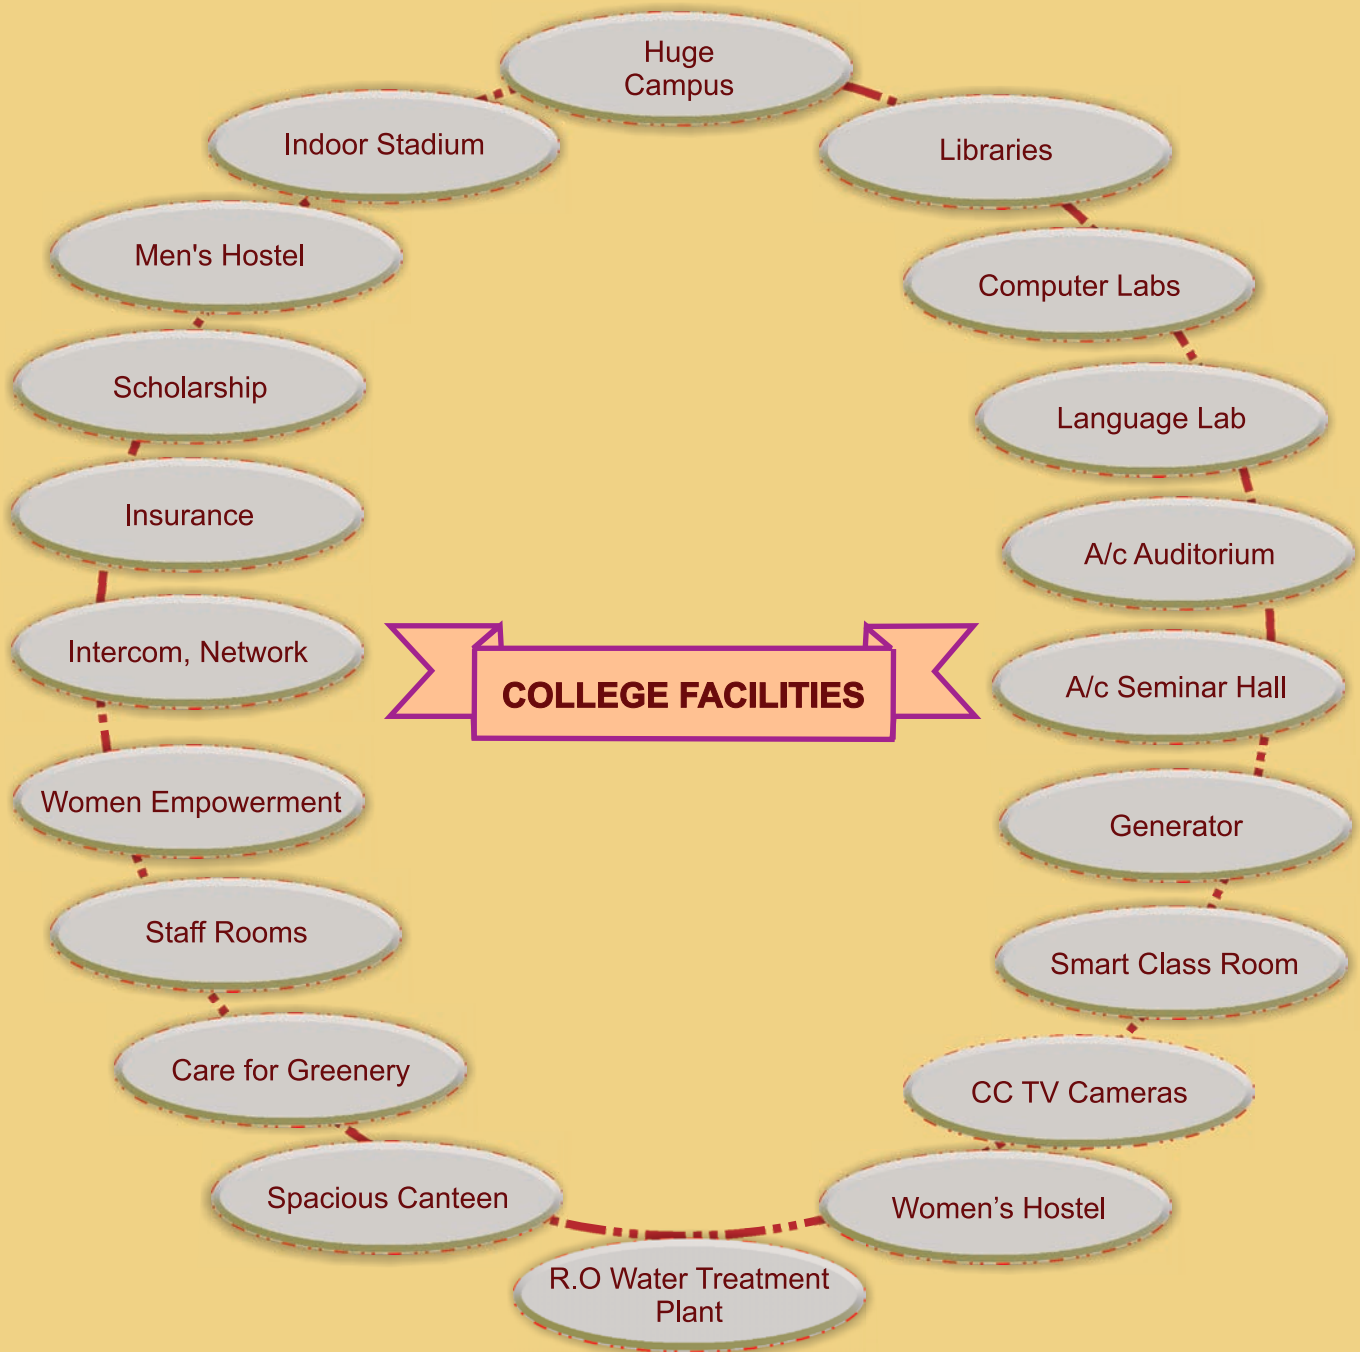 Huge
Campus
Libraries
Computer Labs
Language Lab
A/c Auditorium
A/c Seminar Hall
Generator
Smart Class Room
CC TV Cameras
Women’s Hostel
R.O Water Treatment
Plant
Spacious Canteen
Care for Greenery
Staff Rooms
Women Empowerment
Intercom, Network
Insurance
Scholarship
Men's Hostel
Indoor Stadium
COLLEGE FACILITIES